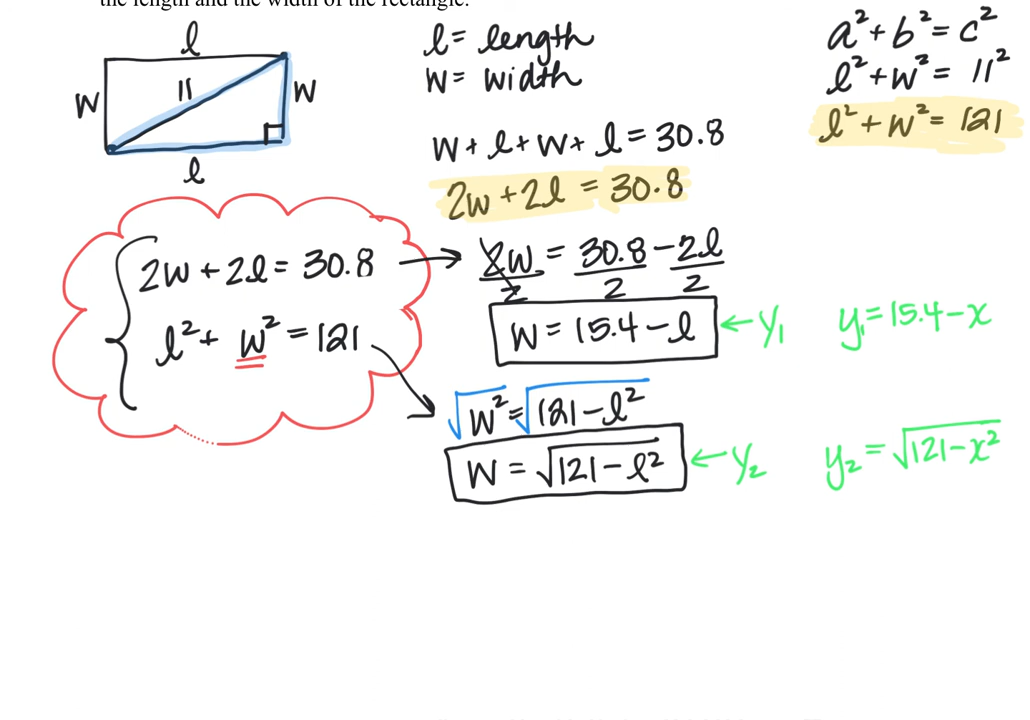 the length and the width of the rectangle.
l
W
11
W
l
l = length
W = width
W + l + W + l = 30.8
2W + 2l = 30.8
a² + b² = c²
l² + W² = 11²
l² + W² = 121
2W + 2l = 30.8
l² + W² = 121
2W/2 = 30.8/2 - 2l/2
W = 15.4 - l ← Y₁
y₁ = 15.4 - x
√W² = √121 - l²
W = √121 - l² ← Y₂
y₂ = √121 - x²